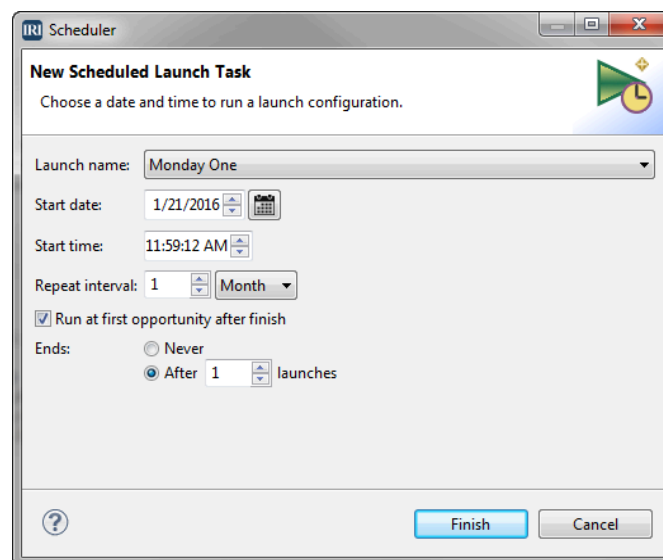 IRI Scheduler
New Scheduled Launch Task
Choose a date and time to run a launch configuration.
Launch name: Monday One
Start date: 1/21/2016
Start time: 11:59:12 AM
Repeat interval: 1 Month
Run at first opportunity after finish
Ends: Never
After 1 launches
? Finish Cancel